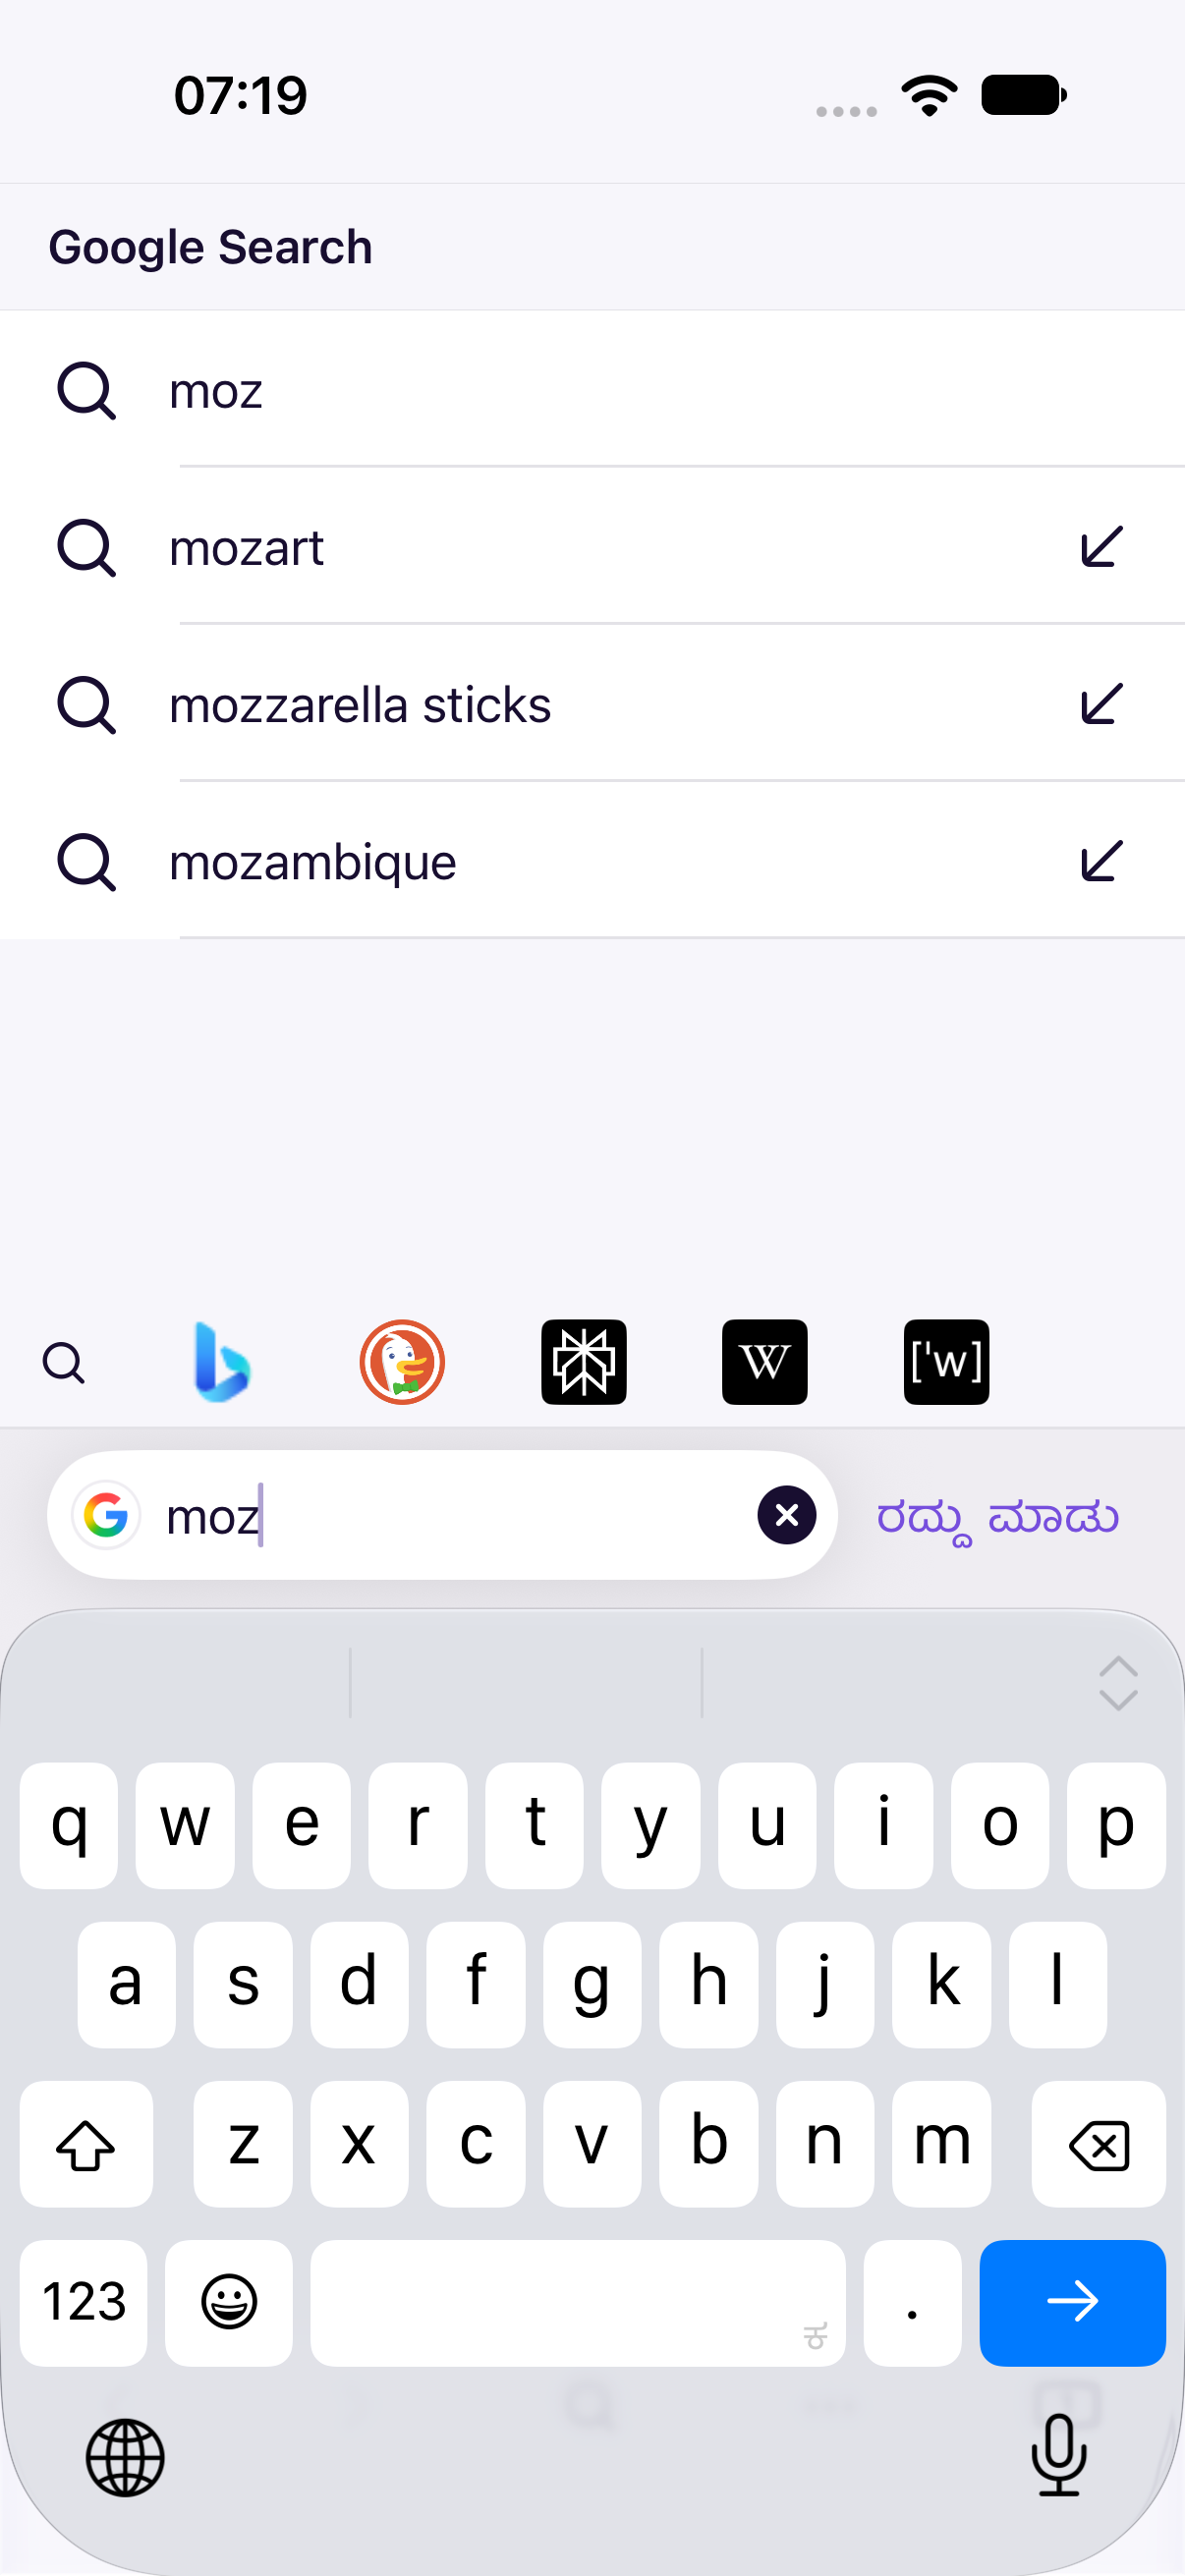 07:19
Google Search
moz
mozart
mozzarella sticks
mozambique
W
['w]
moz
ರದ್ದು ಮಾಡು
q w e r t y u i o p
a s d f g h j k l
z x c v b n m
123
.